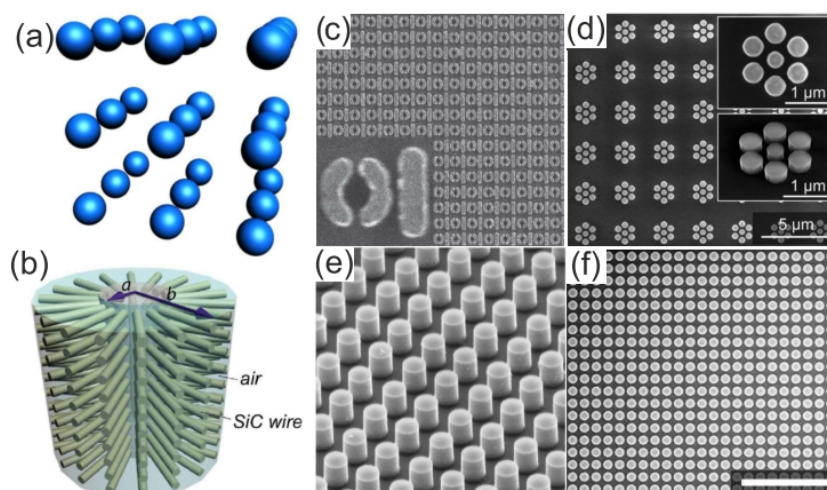 (a)
(c)
(d)
1 μm
1 μm
5 μm
(b)
a
b
air
SiC wire
(e)
(f)